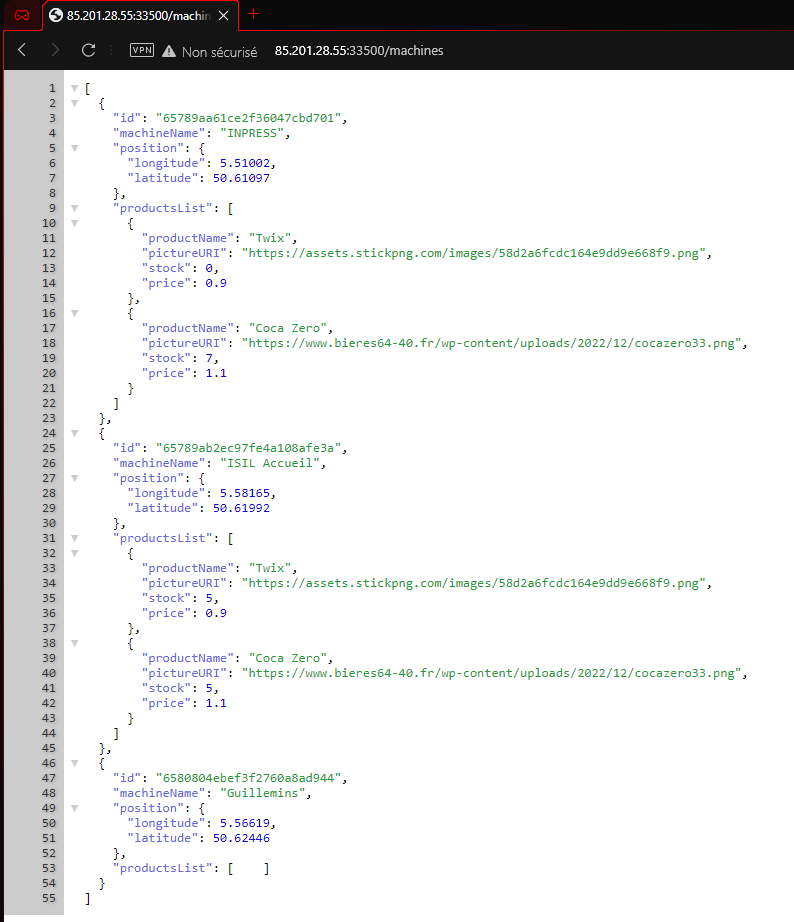 85.201.28.55:33500/machin
VPN Non sécurisé 85.201.28.55:33500/machines
1 [
2 {
3 "id": "65789aa61ce2f36047cbd701",
4 "machineName": "INPRESS",
5 "position": {
6 "longitude": 5.51002,
7 "latitude": 50.61097
8 },
9 "productsList": [
10 {
11 "productName": "Twix",
12 "pictureURI": "https://assets.stickpng.com/images/58d2a6fcdc164e9dd9e668f9.png",
13 "stock": 0,
14 "price": 0.9
15 },
16 {
17 "productName": "Coca Zero",
18 "pictureURI": "https://www.bieres64-40.fr/wp-content/uploads/2022/12/cocazero33.png",
19 "stock": 7,
20 "price": 1.1
21 }
22 ]
23 },
24 {
25 "id": "65789ab2ec97fe4a108afe3a",
26 "machineName": "ISIL Accueil",
27 "position": {
28 "longitude": 5.58165,
29 "latitude": 50.61992
30 },
31 "productsList": [
32 {
33 "productName": "Twix",
34 "pictureURI": "https://assets.stickpng.com/images/58d2a6fcdc164e9dd9e668f9.png",
35 "stock": 5,
36 "price": 0.9
37 },
38 {
39 "productName": "Coca Zero",
40 "pictureURI": "https://www.bieres64-40.fr/wp-content/uploads/2022/12/cocazero33.png",
41 "stock": 5,
42 "price": 1.1
43 }
44 ]
45 },
46 {
47 "id": "6580804ebef3f2760a8ad944",
48 "machineName": "Guillemins",
49 "position": {
50 "longitude": 5.56619,
51 "latitude": 50.62446
52 },
53 "productsList": [ ]
54 }
55 ]